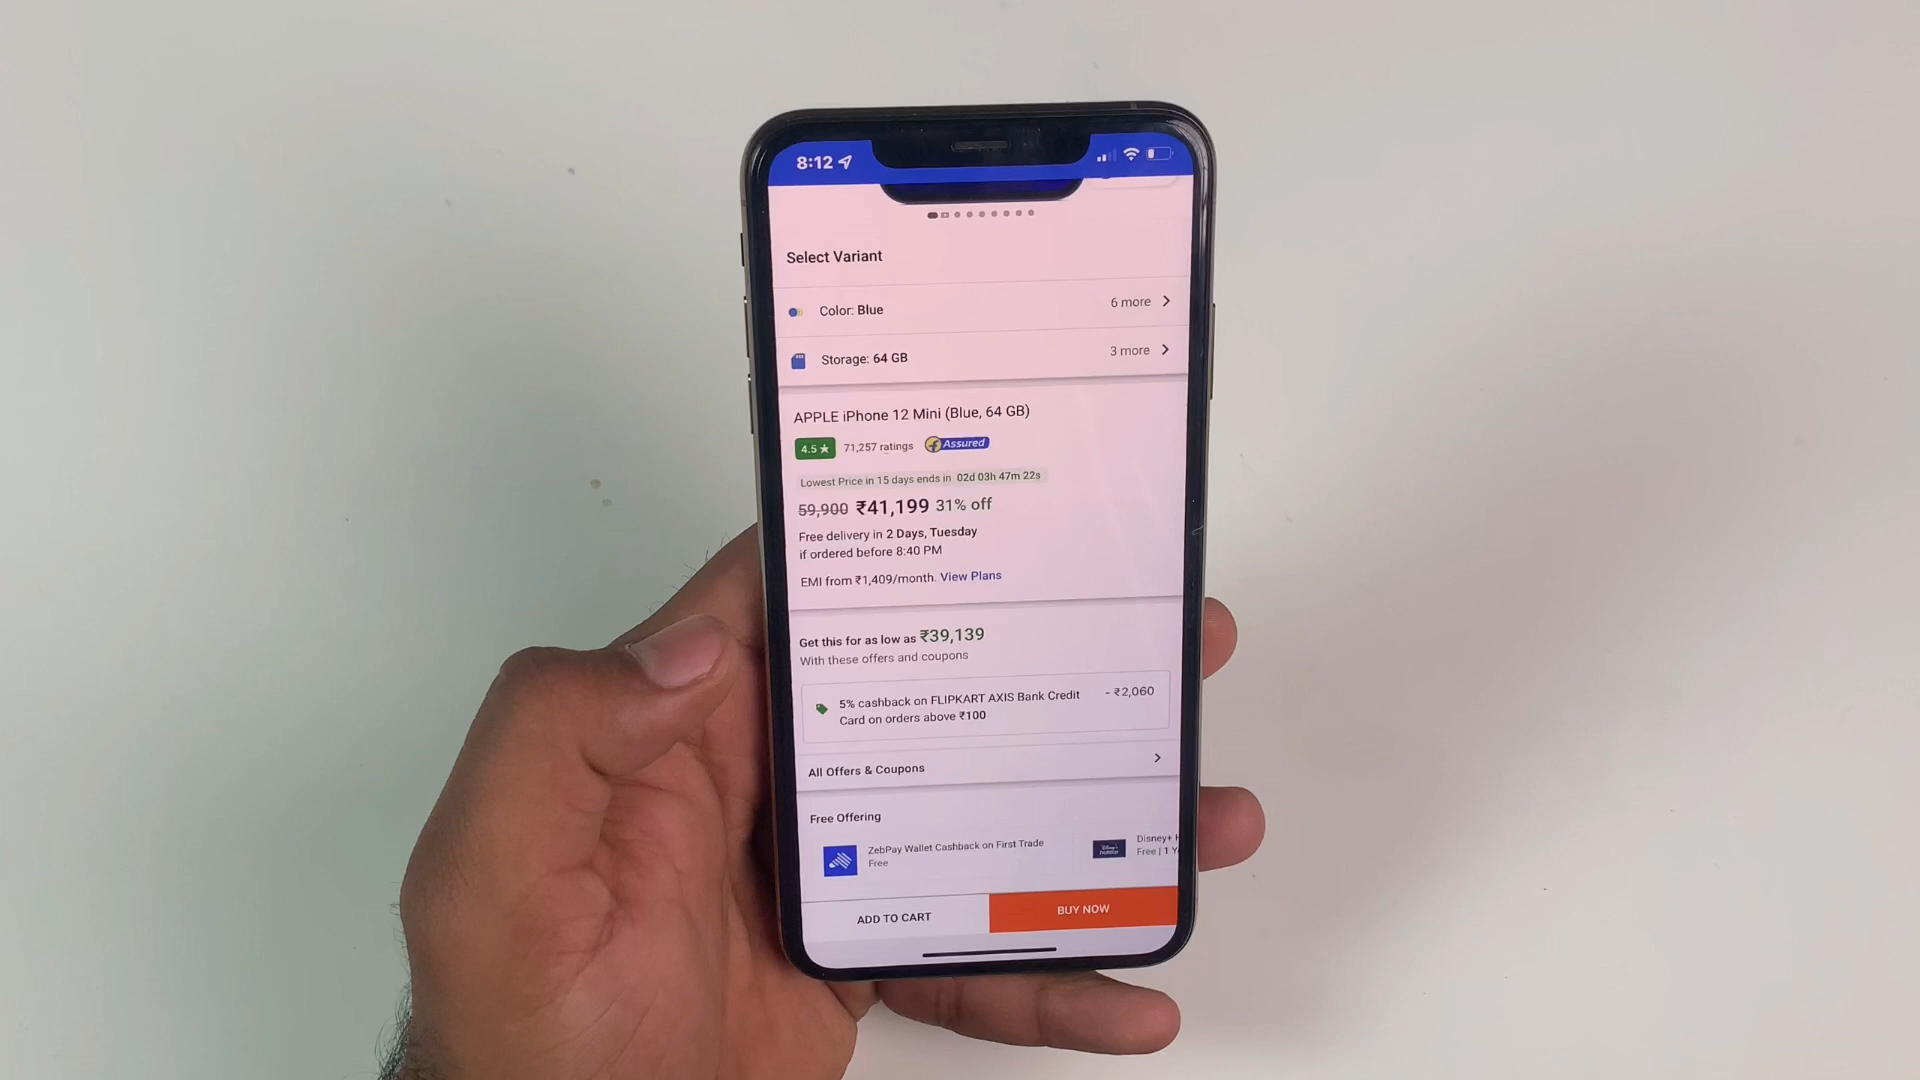 8:12
Select Variant
Color: Blue
6 more
Storage: 64 GB
3 more
APPLE iPhone 12 Mini (Blue, 64 GB)
4.5★ 71,257 ratings Assured
Lowest Price in 15 days ends in 02d 03h 47m 22s
59,900 ₹41,199 31% off
Free delivery in 2 Days, Tuesday
if ordered before 8:40 PM
EMI from ₹1,409/month. View Plans
Get this for as low as ₹39,139
With these offers and coupons
5% cashback on FLIPKART AXIS Bank Credit
Card on orders above ₹100
- ₹2,060
All Offers & Coupons
Free Offering
ZebPay Wallet Cashback on First Trade
Free
Disney+ H
Free | 1 Y
ADD TO CART
BUY NOW